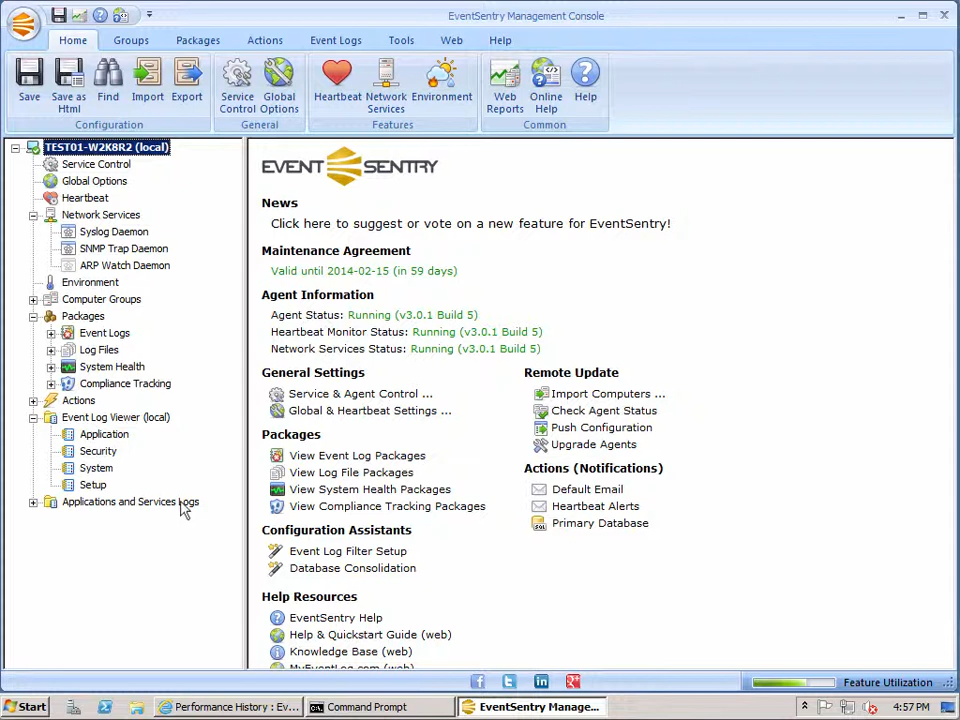 EventSentry Management Console
Home Groups Packages Actions Event Logs Tools Web Help
Save Save as Html Find Import Export Service Control Global Options Heartbeat Network Services Environment Web Reports Online Help Help
Configuration General Features Common
TEST01-W2K8R2 (local)
Service Control
Global Options
Heartbeat
Network Services
Syslog Daemon
SNMP Trap Daemon
ARP Watch Daemon
Environment
Computer Groups
Packages
Event Logs
Log Files
System Health
Compliance Tracking
Actions
Event Log Viewer (local)
Application
Security
System
Setup
Applications and Services Logs
EVENT SENTRY
News
Click here to suggest or vote on a new feature for EventSentry!
Maintenance Agreement
Valid until 2014-02-15 (in 59 days)
Agent Information
Agent Status: Running (v3.0.1 Build 5)
Heartbeat Monitor Status: Running (v3.0.1 Build 5)
Network Services Status: Running (v3.0.1 Build 5)
General Settings
Service & Agent Control ...
Global & Heartbeat Settings ...
Packages
View Event Log Packages
View Log File Packages
View System Health Packages
View Compliance Tracking Packages
Configuration Assistants
Event Log Filter Setup
Database Consolidation
Help Resources
EventSentry Help
Help & Quickstart Guide (web)
Knowledge Base (web)
MyEventLog.com (web)
Remote Update
Import Computers ...
Check Agent Status
Push Configuration
Upgrade Agents
Actions (Notifications)
Default Email
Heartbeat Alerts
Primary Database
Feature Utilization
Start Performance History : Ev... Command Prompt EventSentry Manage... 4:57 PM